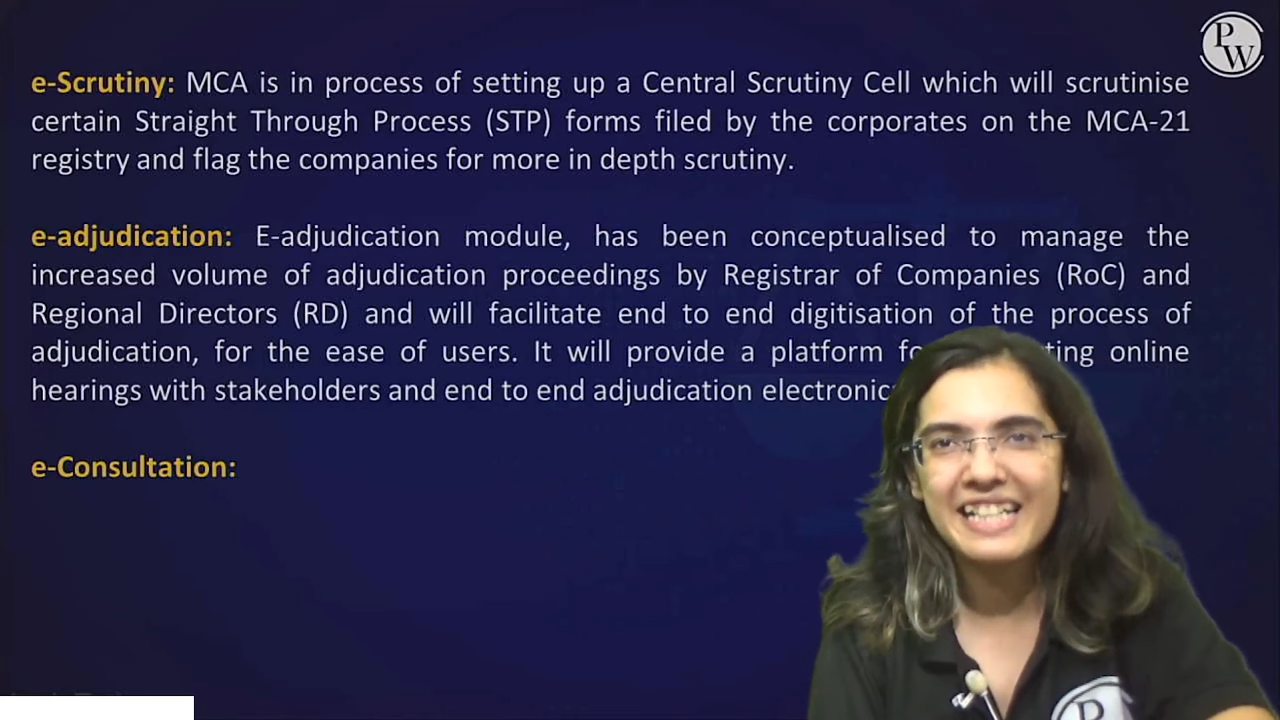 P
W
e-Scrutiny: MCA is in process of setting up a Central Scrutiny Cell which will scrutinise
certain Straight Through Process (STP) forms filed by the corporates on the MCA-21
registry and flag the companies for more in depth scrutiny.
e-adjudication: E-adjudication module, has been conceptualised to manage the
increased volume of adjudication proceedings by Registrar of Companies (RoC) and
Regional Directors (RD) and will facilitate end to end digitisation of the process of
adjudication, for the ease of users. It will provide a platform online
hearings with stakeholders and end to end adjudication
e-Consultation:
P